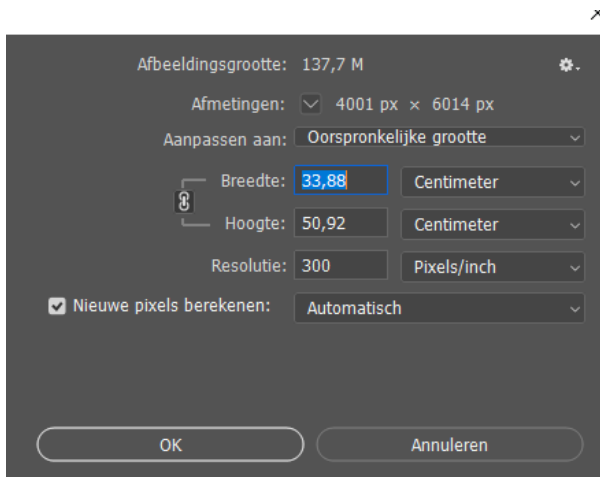 Afbeeldingsgrootte: 137,7 M
Afmetingen: 4001 px × 6014 px
Aanpassen aan: Oorspronkelijke grootte
Breedte: 33,88 Centimeter
Hoogte: 50,92 Centimeter
Resolutie: 300 Pixels/inch
Nieuwe pixels berekenen: Automatisch
OK Annuleren